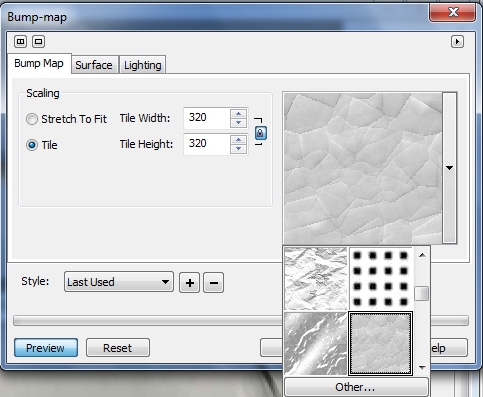 Bump-map
Bump Map Surface Lighting
Scaling
Stretch To Fit Tile Width: 320
Tile Tile Height: 320
Style: Last Used
Preview Reset elp
Other...